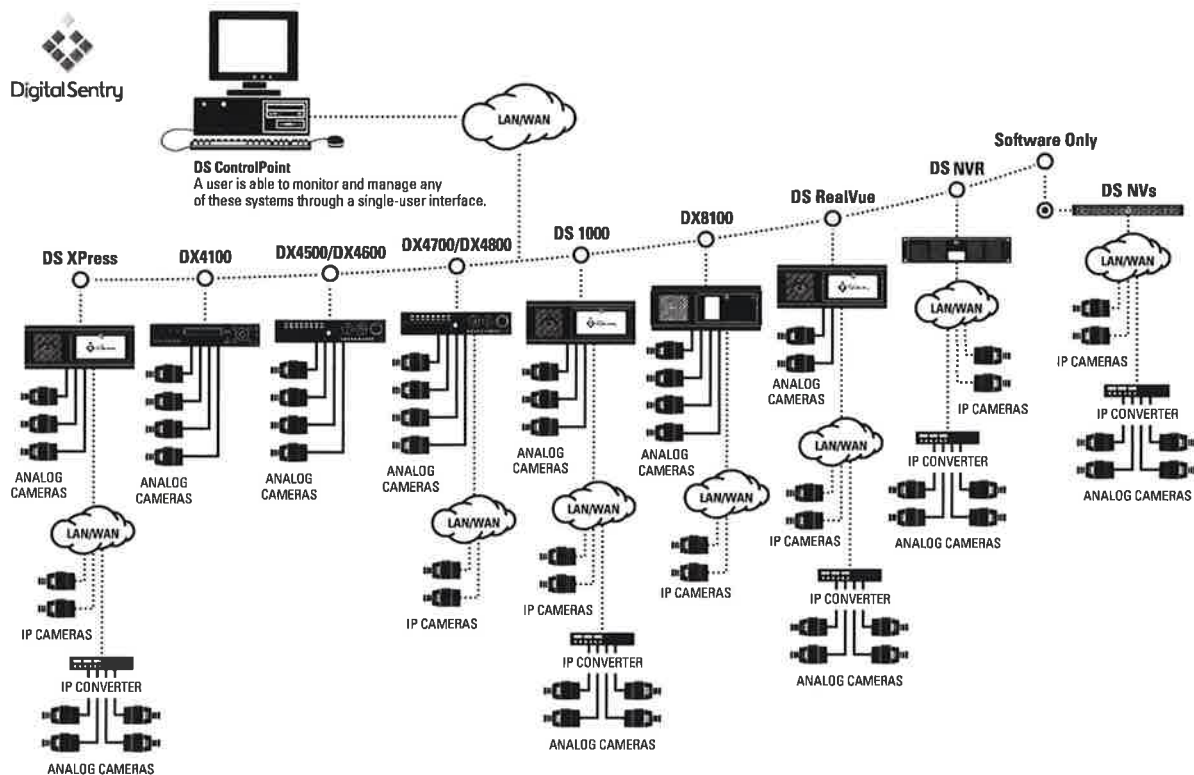 DigitalSentry
LAN/WAN
DS ControlPoint
A user is able to monitor and manage any
of these systems through a single-user interface.
Software Only
DS NVR
DS NVs
DS RealVue
DX8100
DS 1000
DX4700/DX4800
DX4500/DX4600
DX4100
DS XPress
ANALOG
CAMERAS
LAN/WAN
IP CAMERAS
IP CONVERTER
ANALOG CAMERAS
ANALOG
CAMERAS
ANALOG
CAMERAS
ANALOG
CAMERAS
LAN/WAN
IP CAMERAS
ANALOG
CAMERAS
LAN/WAN
IP CAMERAS
IP CONVERTER
ANALOG CAMERAS
ANALOG
CAMERAS
LAN/WAN
IP CAMERAS
ANALOG
CAMERAS
LAN/WAN
IP CAMERAS
IP CONVERTER
ANALOG CAMERAS
LAN/WAN
IP CAMERAS
IP CONVERTER
ANALOG CAMERAS
LAN/WAN
IP CAMERAS
IP CONVERTER
ANALOG CAMERAS